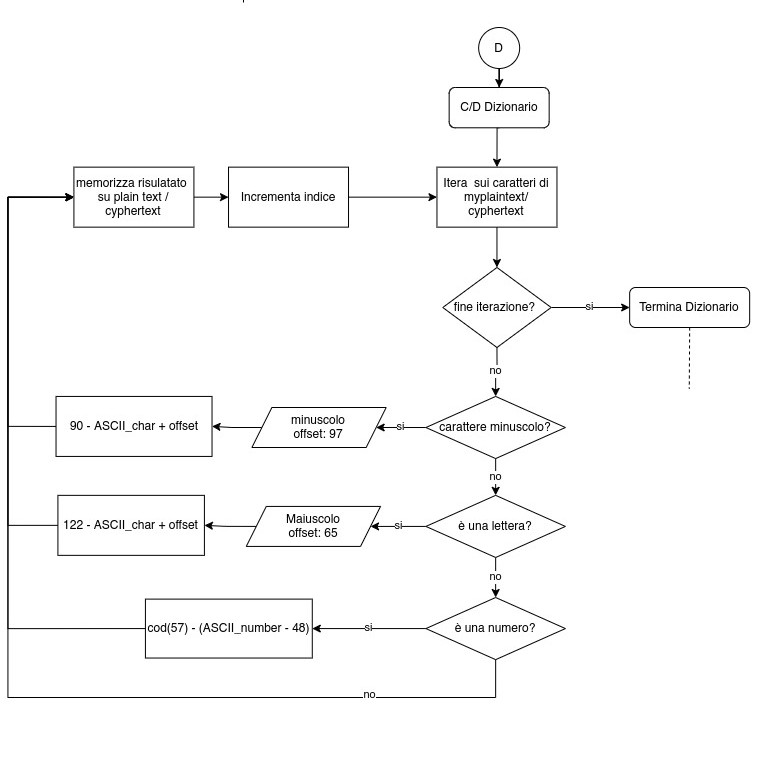 D
C/D Dizionario
memorizza risulatato
su plain text /
cyphertext
Incrementa indice
Itera sui caratteri di
myplaintext/
cyphertext
fine iterazione?
si
Termina Dizionario
no
90 - ASCII_char + offset
minuscolo
offset: 97
si
carattere minuscolo?
no
122 - ASCII_char + offset
Maiuscolo
offset: 65
si
è una lettera?
no
cod(57) - (ASCII_number - 48)
si
è una numero?
no